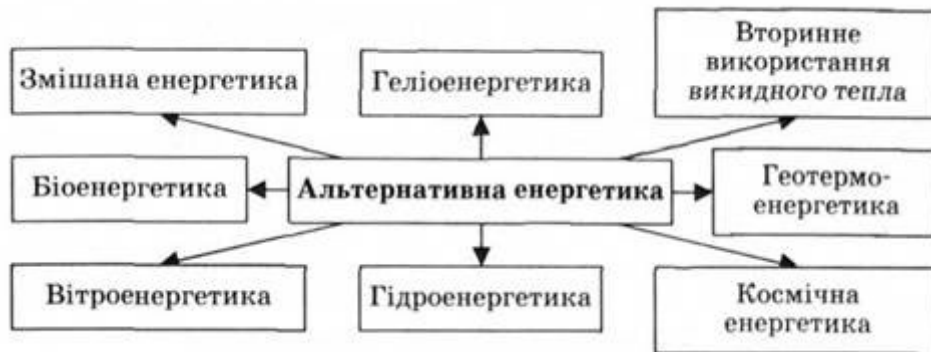 Змішана енергетика
Геліоенергетика
Вторинне
використання
викидного тепла
Біоенергетика
Альтернативна енергетика
Геотермо-
енергетика
Вітроенергетика
Гідроенергетика
Космічна
енергетика